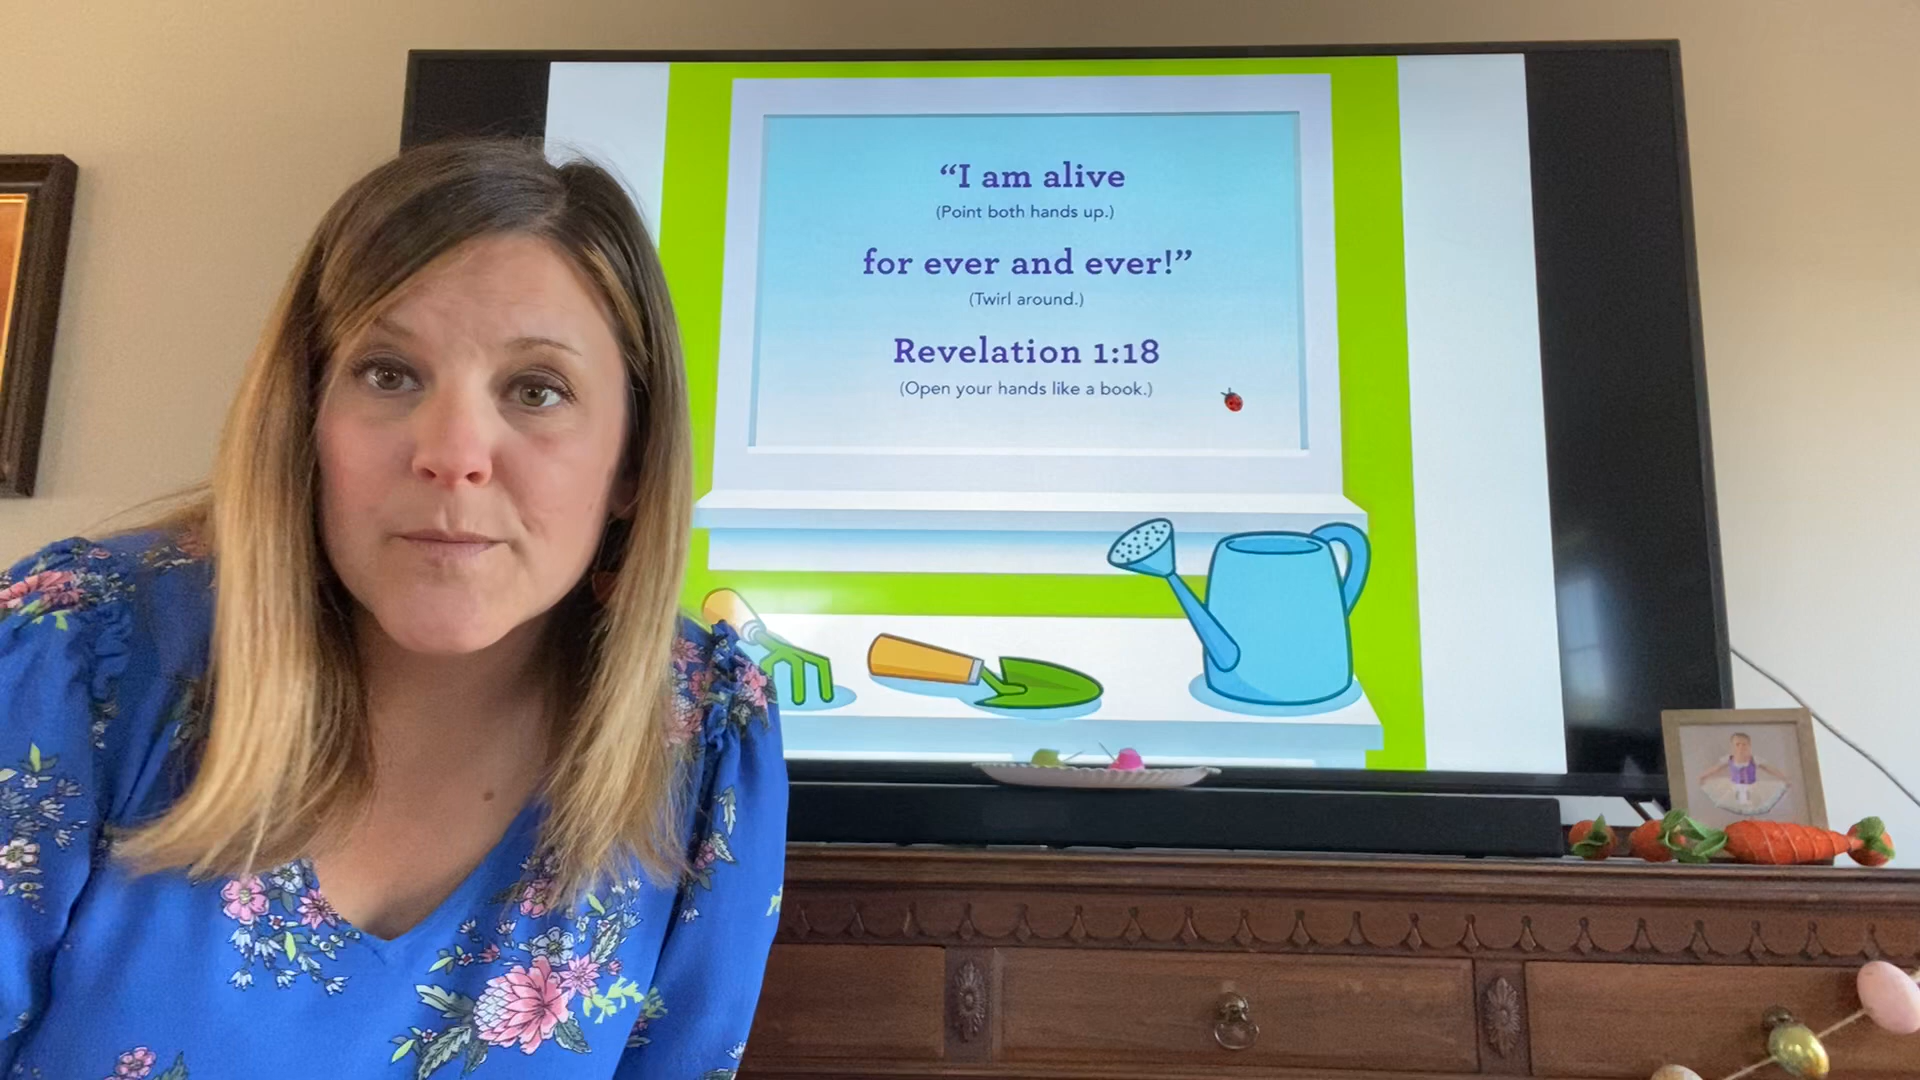 “I am alive
(Point both hands up.)
for ever and ever!”
(Twirl around.)
Revelation 1:18
(Open your hands like a book.)